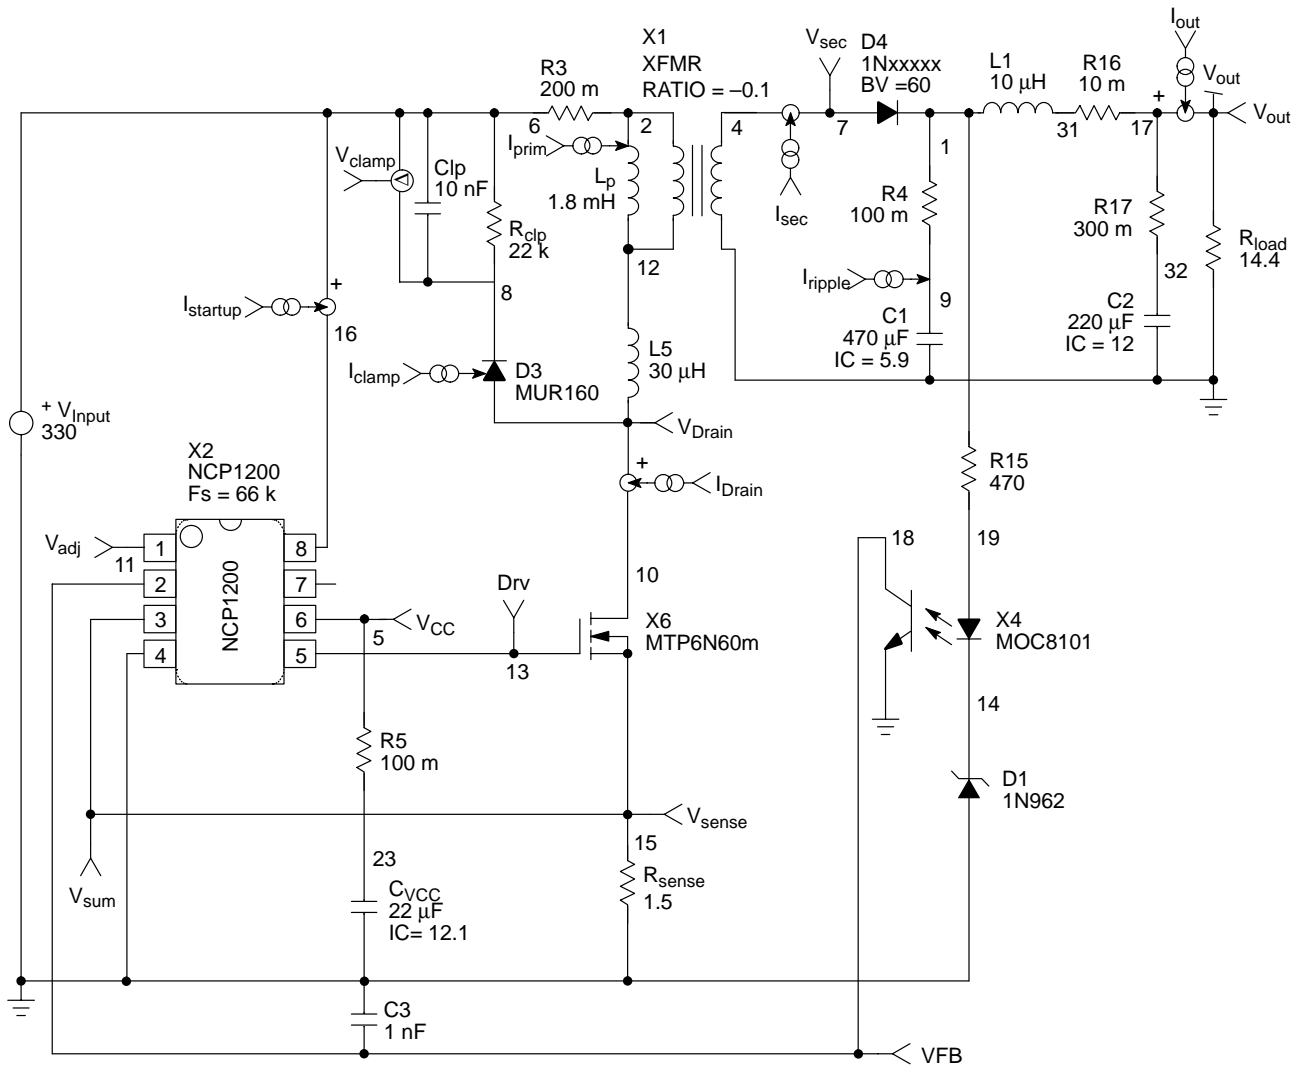 X1
XFMR
RATIO = –0.1
R3
200 m
6
2
I_prim
L_p
1.8 mH
12
V_clamp
Clp
10 nF
R_clp
22 k
8
I_startup
+
16
I_clamp
D3
MUR160
L5
30 μH
V_Drain
+
I_Drain
4
I_sec
V_sec
7
D4
1Nxxxxx
BV =60
1
R4
100 m
I_ripple
9
C1
470 μF
IC = 5.9
L1
10 μH
31
R16
10 m
17
+
I_out
V_out
V_out
R17
300 m
32
C2
220 μF
IC = 12
R_load
14.4
+ V_Input
330
X2
NCP1200
Fs = 66 k
V_adj
11
1
2
3
4
NCP1200
8
7
6
5
5
V_CC
Drv
13
10
X6
MTP6N60m
R15
470
18
19
X4
MOC8101
14
D1
1N962
R5
100 m
V_sense
15
V_sum
23
C_VCC
22 μF
IC= 12.1
R_sense
1.5
C3
1 nF
VFB